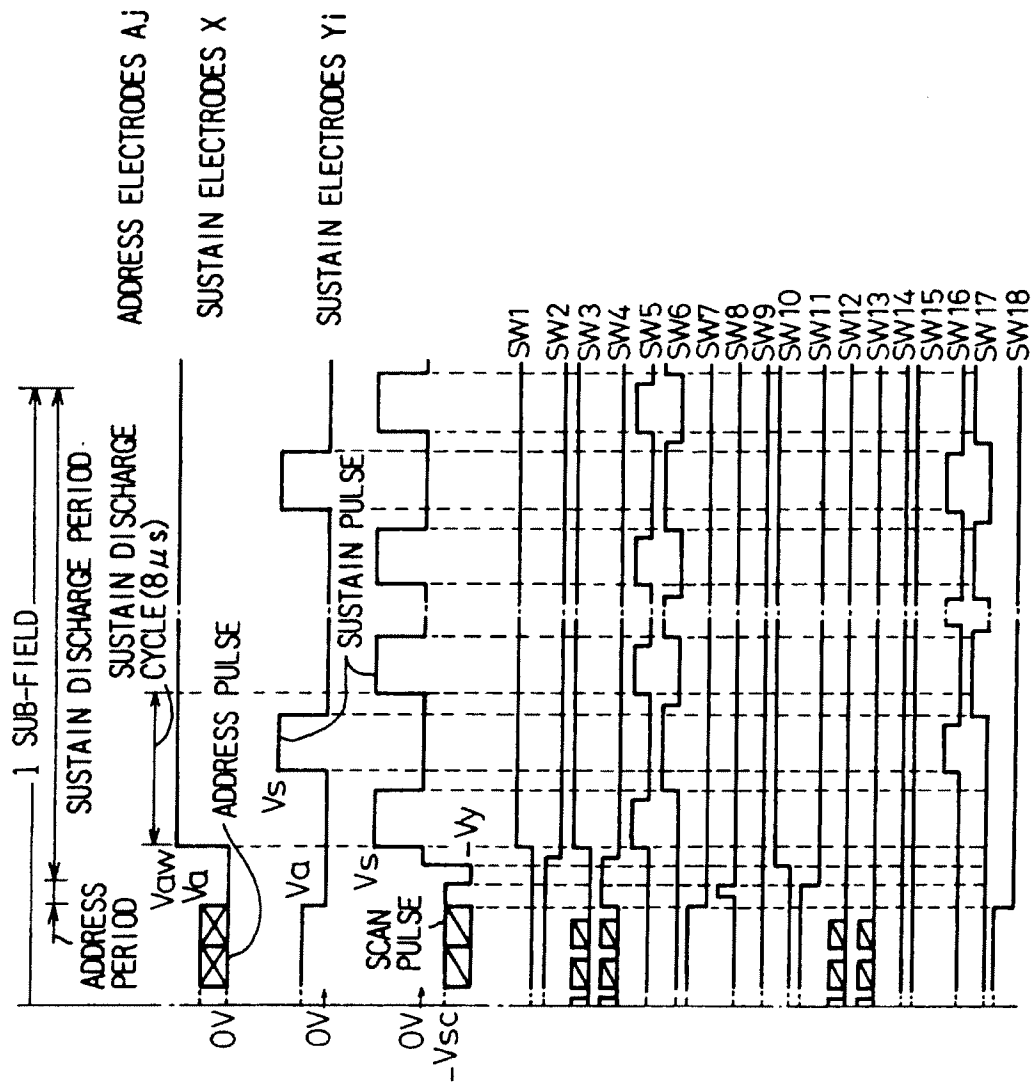 1 SUB-FIELD
ADDRESS
PERIOD
SUSTAIN DISCHARGE PERIOD
SUSTAIN DISCHARGE
CYCLE (8μs)
Vaw
Va
0V
ADDRESS PULSE
ADDRESS ELECTRODES Aj
Va
0V
Vs
SUSTAIN ELECTRODES X
SUSTAIN PULSE
Vs
0V
-Vsc
-Vy
SCAN
PULSE
SUSTAIN ELECTRODES Yi
SW1
SW2
SW3
SW4
SW5
SW6
SW7
SW8
SW9
SW10
SW11
SW12
SW13
SW14
SW15
SW16
SW17
SW18